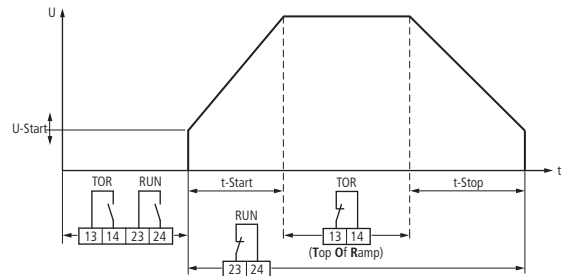 U
U-Start
t
TOR RUN
13 14 23 24
t-Start
TOR
13 14
(Top Of Ramp)
t-Stop
RUN
23 24